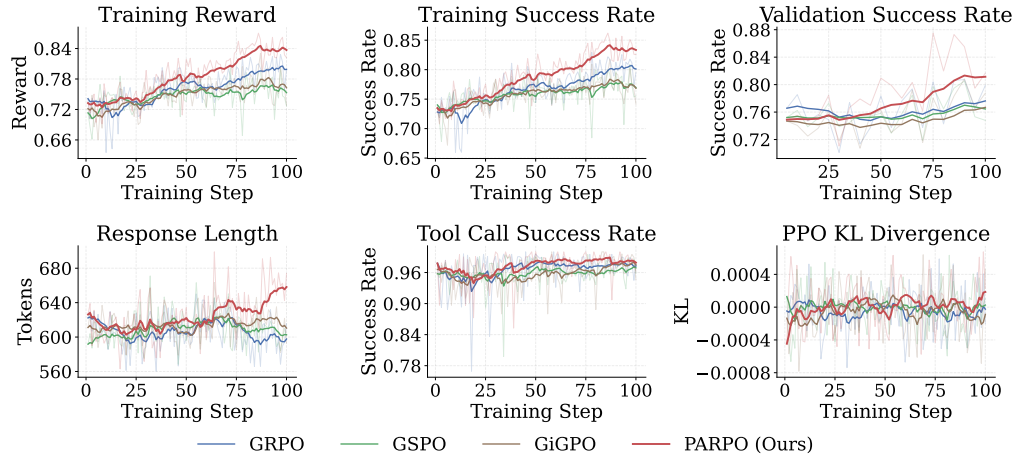 Training Reward
Reward
0.84
0.78
0.72
0.66
0 25 50 75 100
Training Step
Training Success Rate
Success Rate
0.85
0.80
0.75
0.70
0.65
0 25 50 75 100
Training Step
Validation Success Rate
Success Rate
0.88
0.80
0.72
25 50 75 100
Training Step
Response Length
Tokens
680
640
600
560
0 25 50 75 100
Training Step
Tool Call Success Rate
Success Rate
0.96
0.90
0.84
0.78
0 25 50 75 100
Training Step
PPO KL Divergence
KL
0.0004
0.0000
−0.0004
−0.0008
0 25 50 75 100
Training Step
GRPO GSPO GiGPO PARPO (Ours)